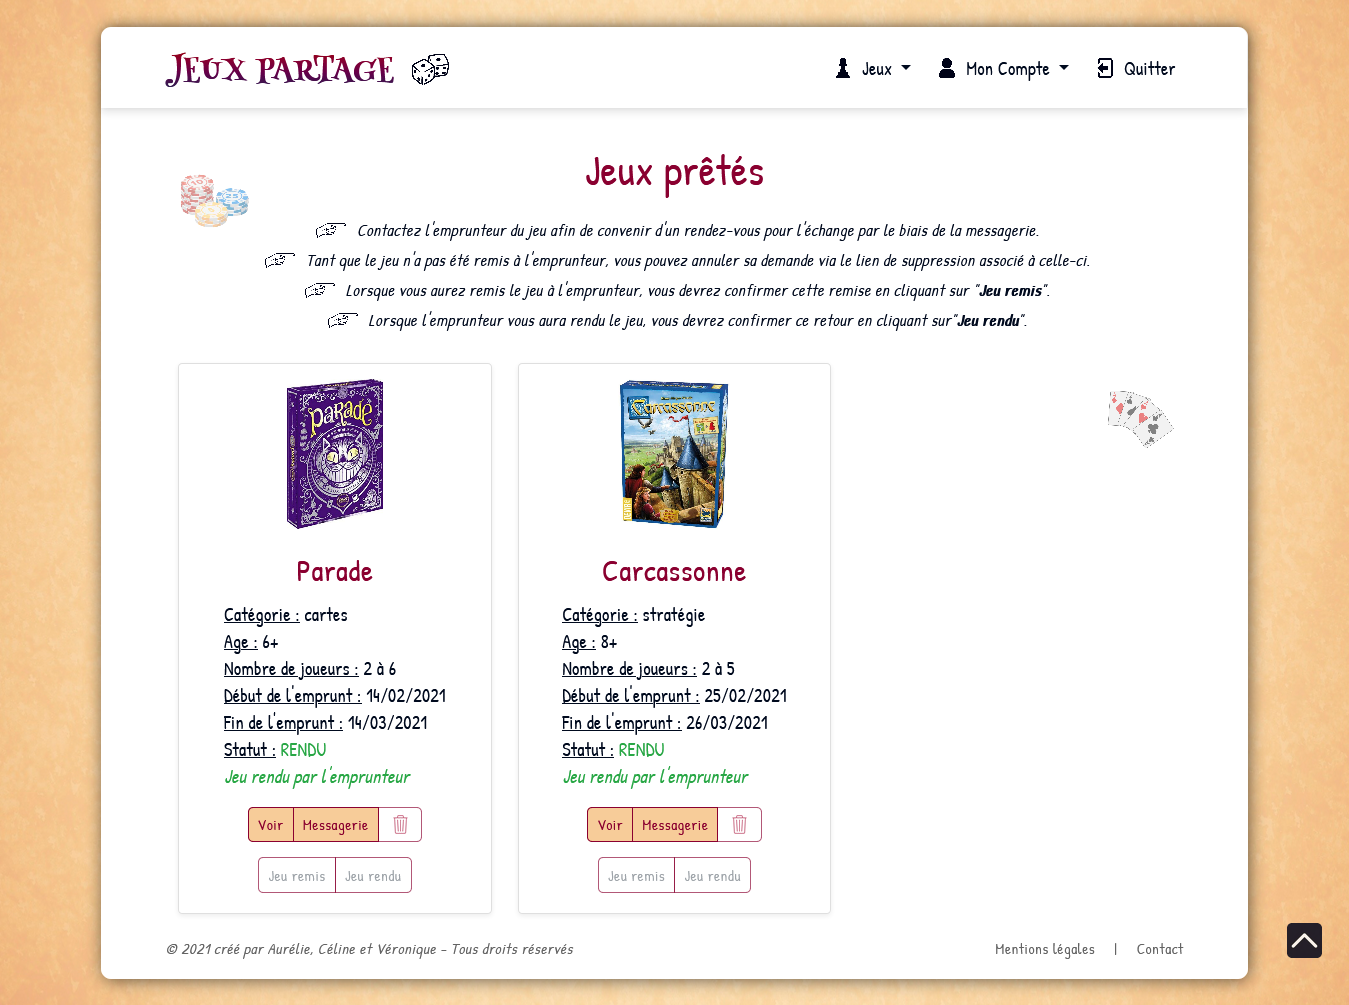 Jeux Partage
Jeux
Mon Compte
Quitter
Jeux prêtés
Contactez l'emprunteur du jeu afin de convenir d'un rendez-vous pour l'échange par le biais de la messagerie.
Tant que le jeu n'a pas été remis à l'emprunteur, vous pouvez annuler sa demande via le lien de suppression associé à celle-ci.
Lorsque vous aurez remis le jeu à l'emprunteur, vous devrez confirmer cette remise en cliquant sur "Jeu remis".
Lorsque l'emprunteur vous aura rendu le jeu, vous devrez confirmer ce retour en cliquant sur"Jeu rendu".
Parade
Parade
Catégorie : cartes
Age : 6+
Nombre de joueurs : 2 à 6
Début de l'emprunt : 14/02/2021
Fin de l'emprunt : 14/03/2021
Statut : RENDU
Jeu rendu par l'emprunteur
Voir
Messagerie
Jeu remis
Jeu rendu
Carcassonne
Carcassonne
Catégorie : stratégie
Age : 8+
Nombre de joueurs : 2 à 5
Début de l'emprunt : 25/02/2021
Fin de l'emprunt : 26/03/2021
Statut : RENDU
Jeu rendu par l'emprunteur
Voir
Messagerie
Jeu remis
Jeu rendu
© 2021 créé par Aurélie, Céline et Véronique - Tous droits réservés
Mentions légales | Contact